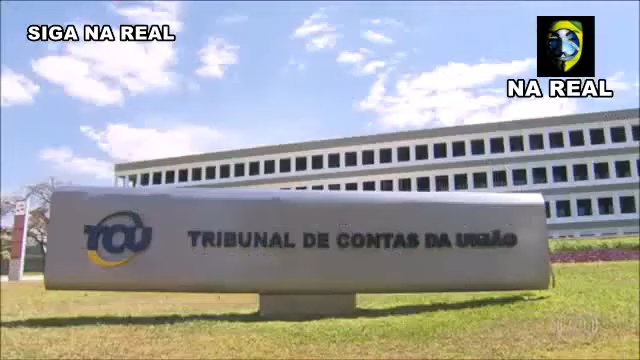 SIGA NA REAL
NA REAL
TCU TRIBUNAL DE CONTAS DA UNIÃO